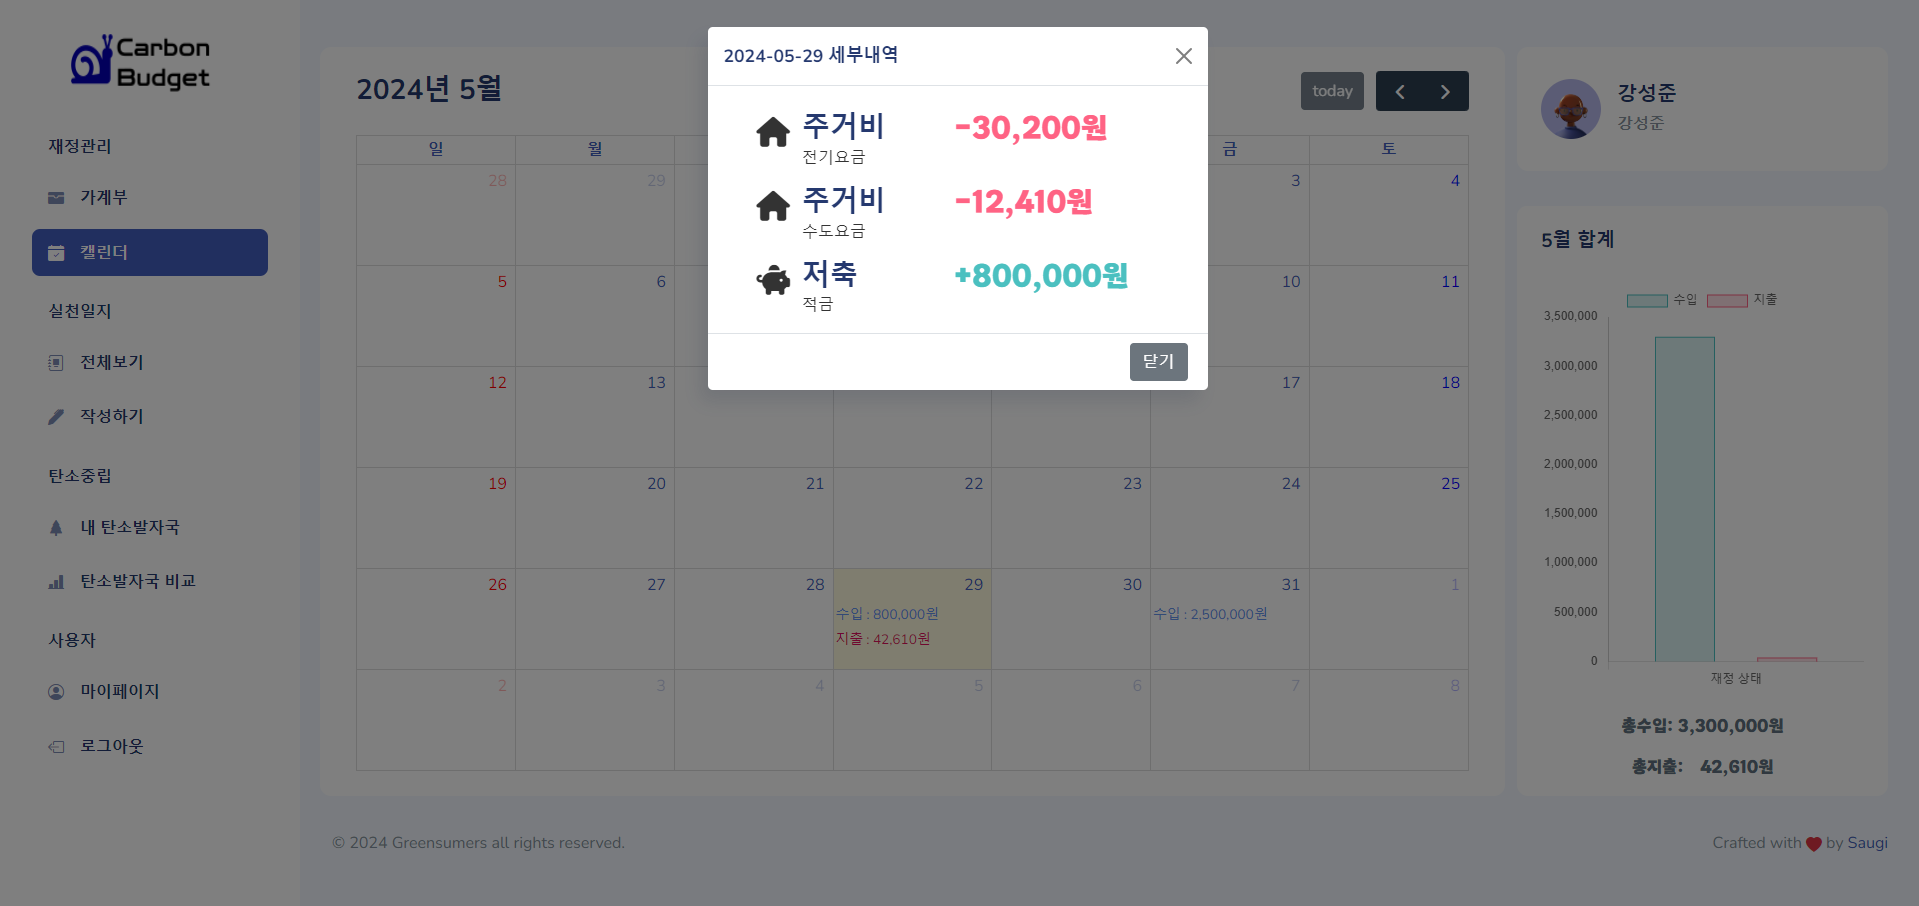 Carbon
Budget
재정관리
가계부
캘린더
실천일지
전체보기
작성하기
탄소중립
내 탄소발자국
탄소발자국 비교
사용자
마이페이지
로그아웃
2024년 5월
today
일 월 금 토
28 29 3 4
5 6 10 11
12 13 17 18
19 20 21 22 23 24 25
26 27 28 29 30 31 1
수입 : 800,000원
지출 : 42,610원
수입 : 2,500,000원
2 3 4 5 6 7 8
2024-05-29 세부내역
주거비 -30,200원
전기요금
주거비 -12,410원
수도요금
저축 +800,000원
적금
닫기
강성준
강성준
5월 합계
수입 지출
3,500,000
3,000,000
2,500,000
2,000,000
1,500,000
1,000,000
500,000
0
재정 상태
총수입: 3,300,000원
총지출: 42,610원
© 2024 Greensumers all rights reserved.
Crafted with by Saugi